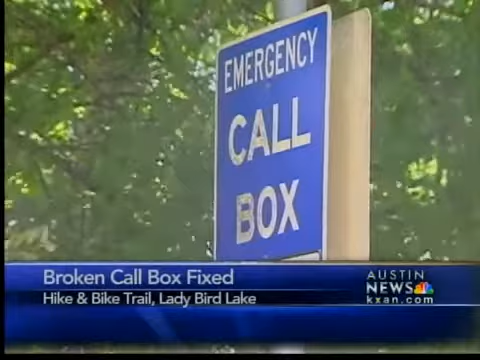 EMERGENCY
CALL
BOX
Broken Call Box Fixed
Hike & Bike Trail, Lady Bird Lake
AUSTIN
NEWS
kxan.com